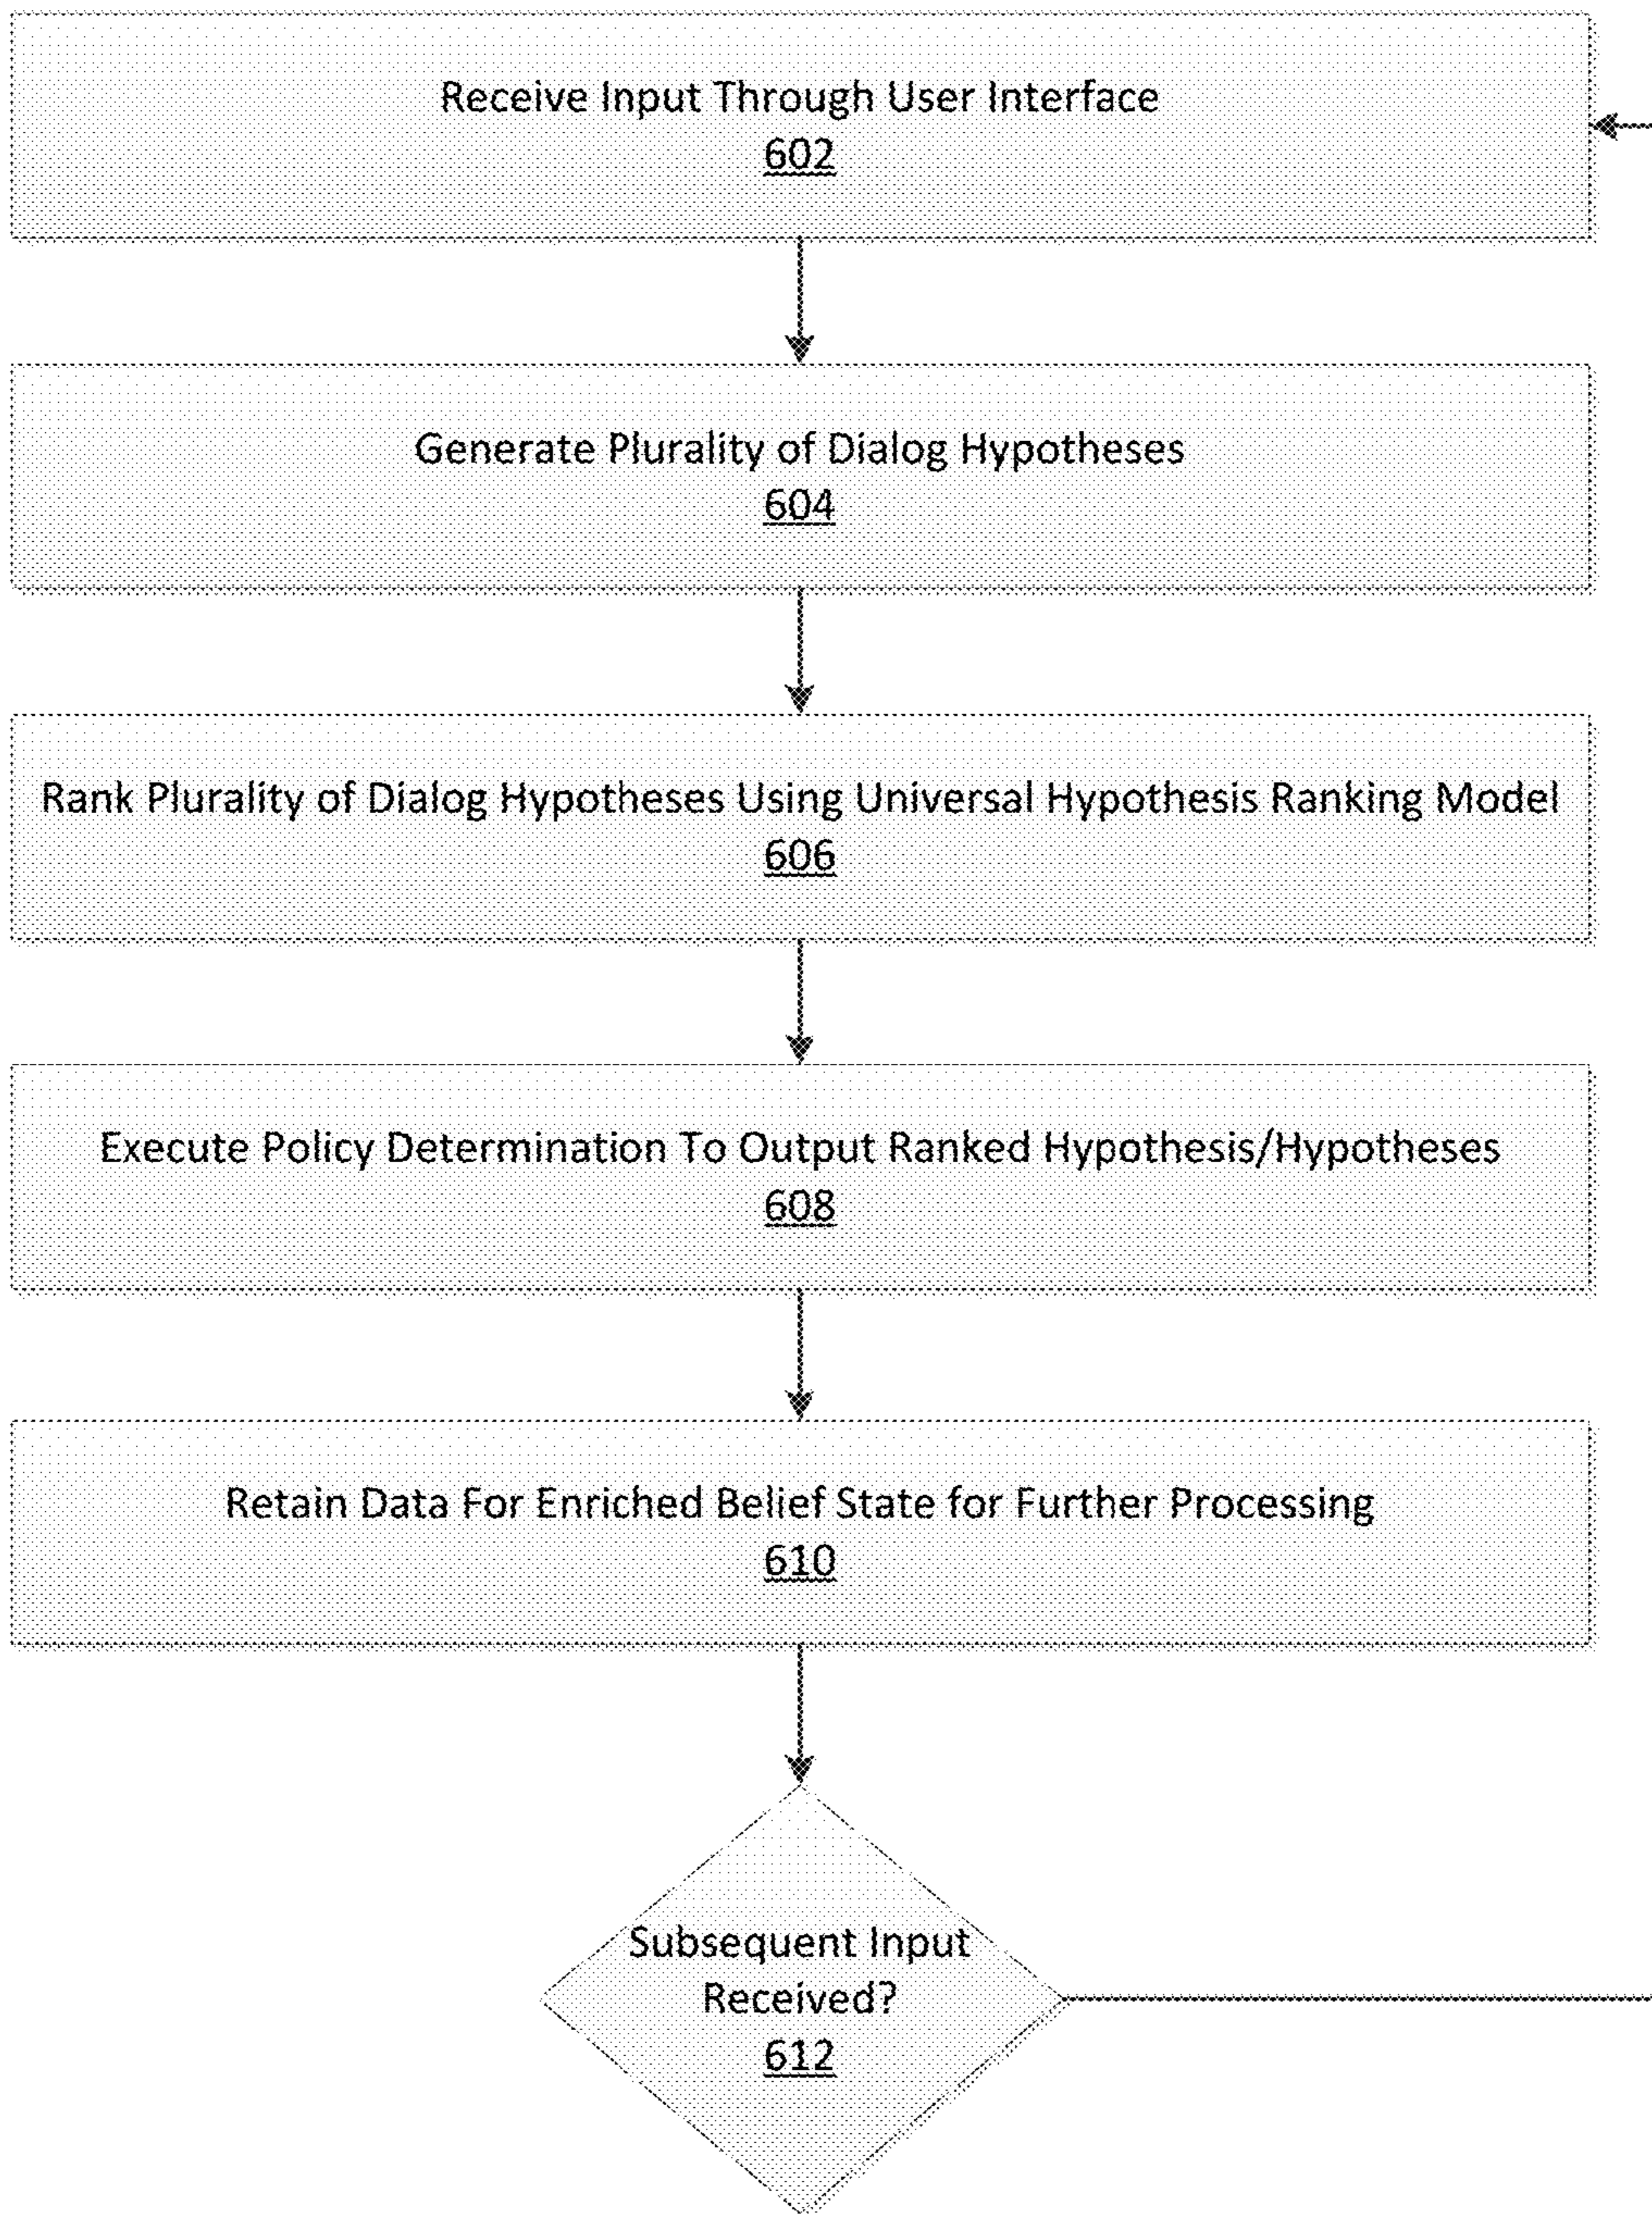 Receive Input Through User Interface
602
Generate Plurality of Dialog Hypotheses
604
Rank Plurality of Dialog Hypotheses Using Universal Hypothesis Ranking Model
606
Execute Policy Determination To Output Ranked Hypothesis/Hypotheses
608
Retain Data For Enriched Belief State for Further Processing
610
Subsequent Input
Received?
612